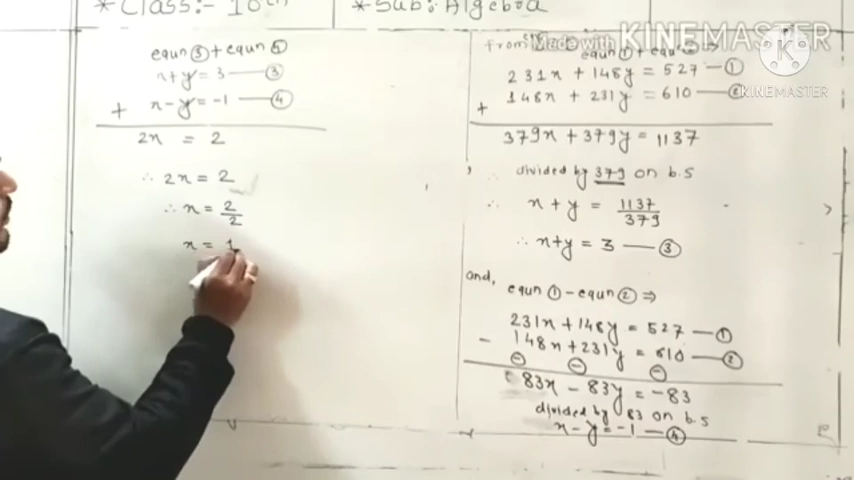 *Class:- 10th
*Sub:- Algebra
equn ③ + equn ⑤
x+y = 3 — ③
+ x-y = -1 — ④
2x = 2
∴ 2x = 2
∴ x = 2/2
x = 1
from
equn ① + equn ② ⇒
231x + 148y = 527 — ①
+ 148x + 231y = 610 — ②
379x + 379y = 1137
∴ divided by 379 on b.s
∴ x + y = 1137/379
∴ x+y = 3 — ③
and,
equn ① - equn ② ⇒
231x + 148y = 527 — ①
- 148x + 231y = 610 — ②
⊖ ⊖ ⊖
83x - 83y = -83
divided by 83 on b.s
x - y = -1 — ④
Made with KINEMASTER
KINEMASTER